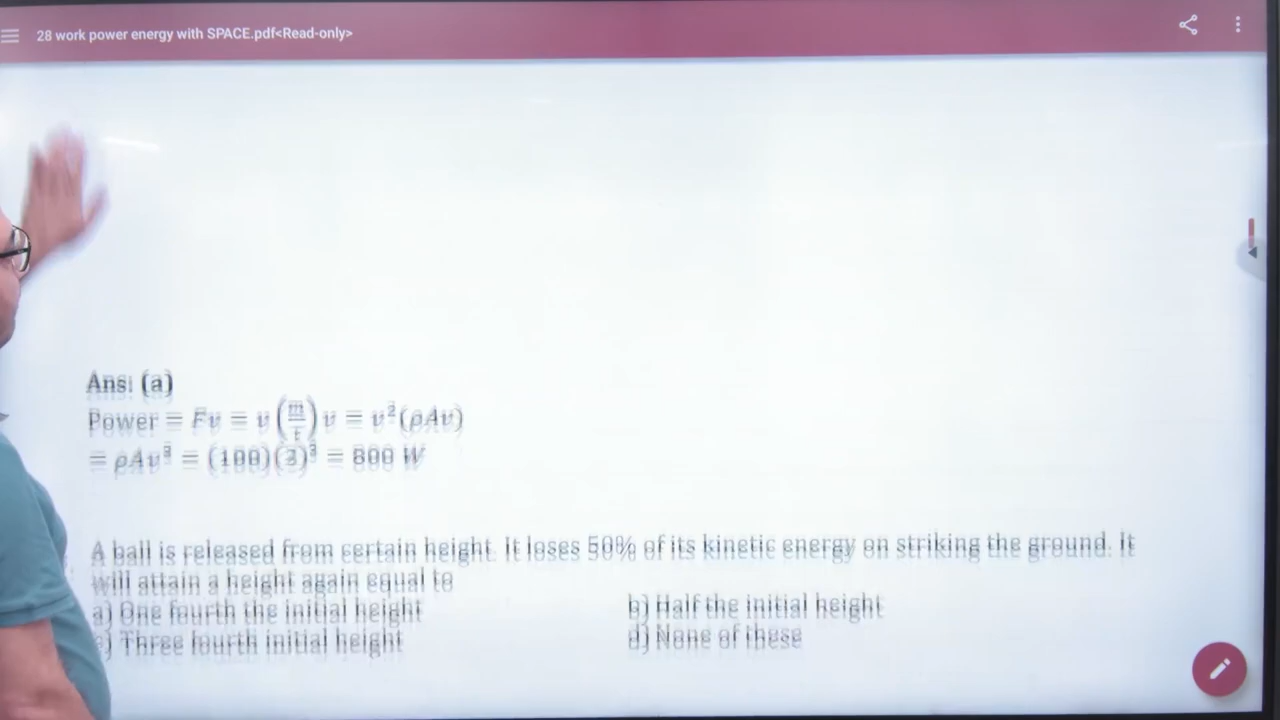 28 work power energy with SPACE.pdf<Read-only>
Ans: (a)
Power = Fv = v (m/t) v = v² (ρAv)
= ρAv³ = (100)(2)³ = 800 W
A ball is released from certain height. It loses 50% of its kinetic energy on striking the ground. It
will attain a height again equal to
a) One fourth the initial height b) Half the initial height
c) Three fourth initial height d) None of these